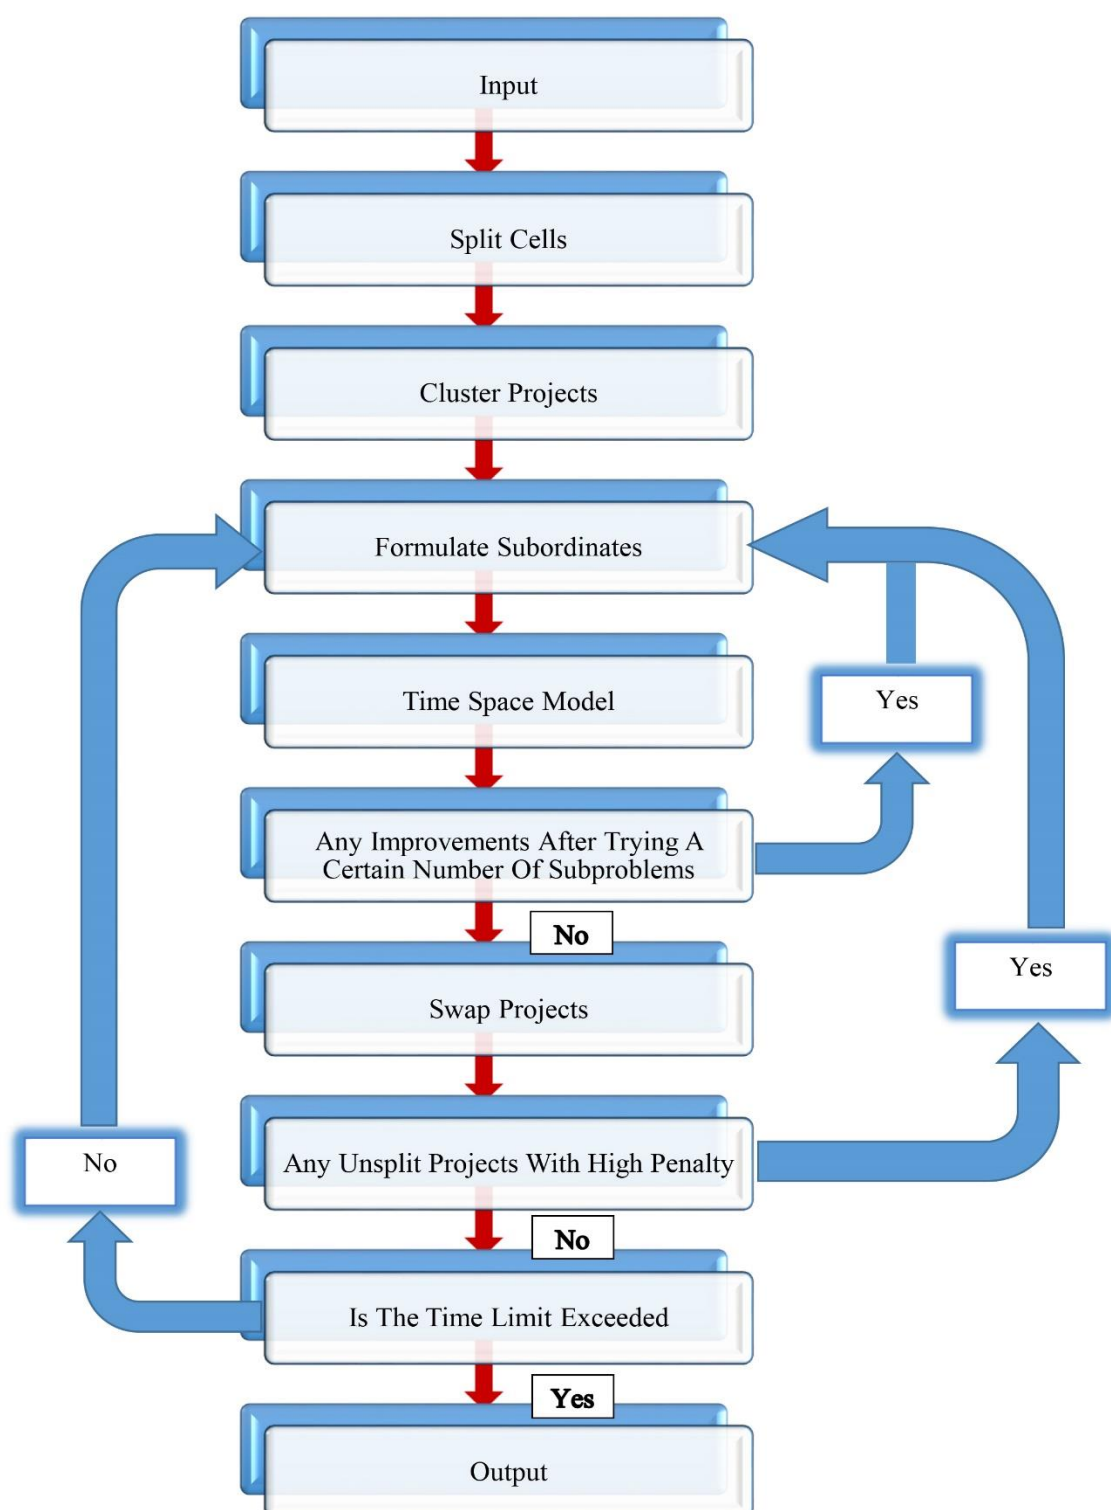 Input
Split Cells
Cluster Projects
Formulate Subordinates
Time Space Model
Yes
Any Improvements After Trying A
Certain Number Of Subproblems
No
Swap Projects
Yes
Any Unsplit Projects With High Penalty
No
No
Is The Time Limit Exceeded
Yes
Output